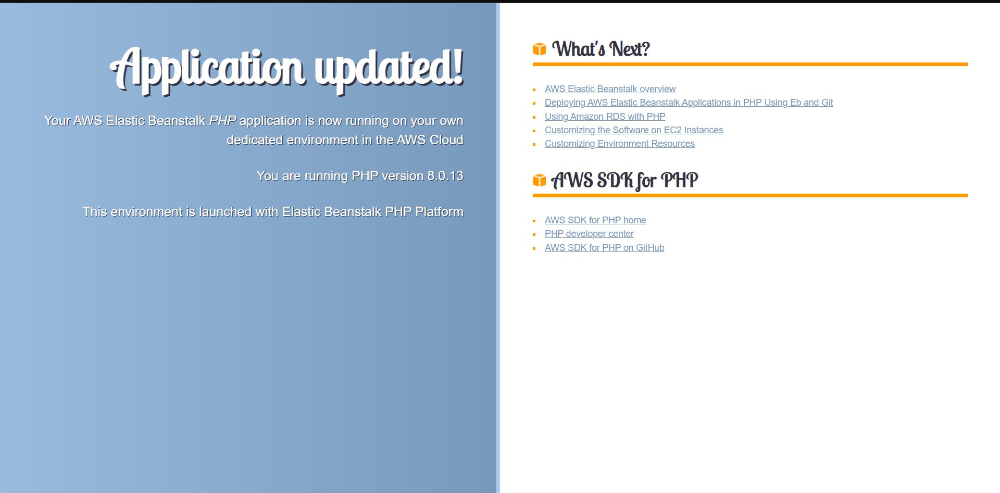 Application updated!
Your AWS Elastic Beanstalk PHP application is now running on your own
dedicated environment in the AWS Cloud
You are running PHP version 8.0.13
This environment is launched with Elastic Beanstalk PHP Platform
What's Next?
AWS Elastic Beanstalk overview
Deploying AWS Elastic Beanstalk Applications in PHP Using Eb and Git
Using Amazon RDS with PHP
Customizing the Software on EC2 Instances
Customizing Environment Resources
AWS SDK for PHP
AWS SDK for PHP home
PHP developer center
AWS SDK for PHP on GitHub